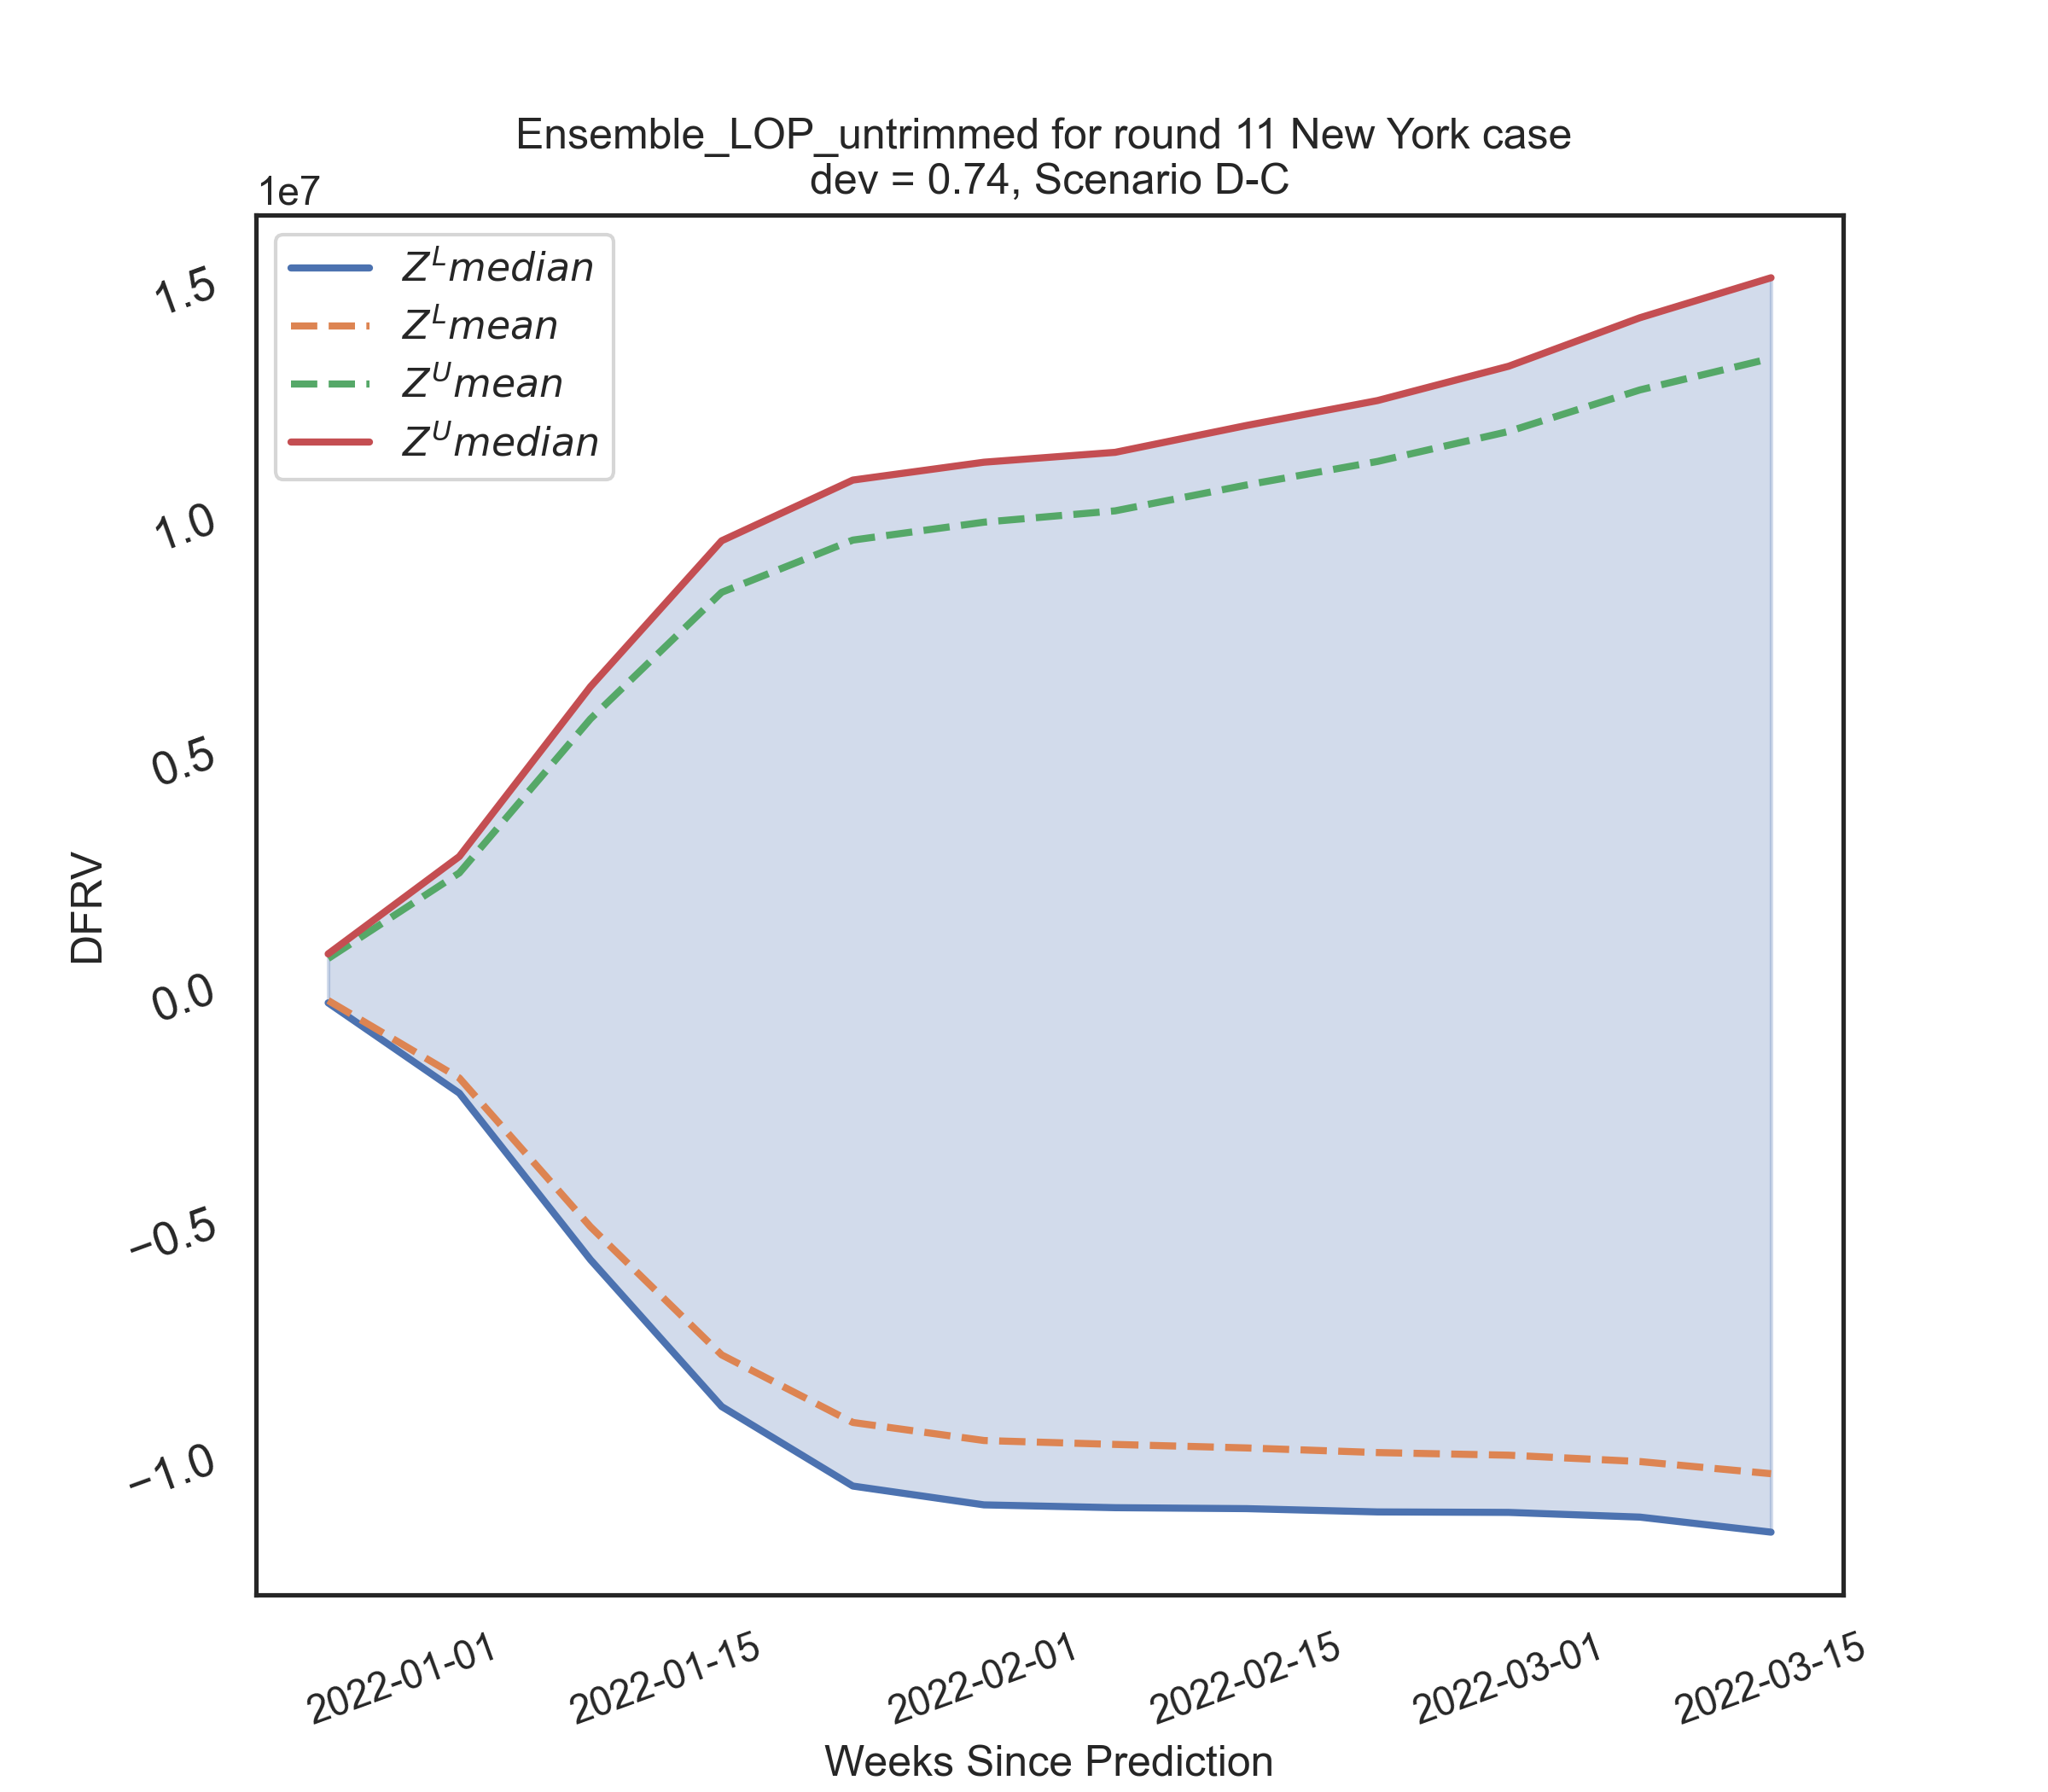 Ensemble_LOP_untrimmed for round 11 New York case
dev = 0.74, Scenario D-C
1e7
Z^L median
Z^L mean
Z^U mean
Z^U median
1.5
1.0
0.5
0.0
−0.5
−1.0
DFRV
2022-01-01
2022-01-15
2022-02-01
2022-02-15
2022-03-01
2022-03-15
Weeks Since Prediction